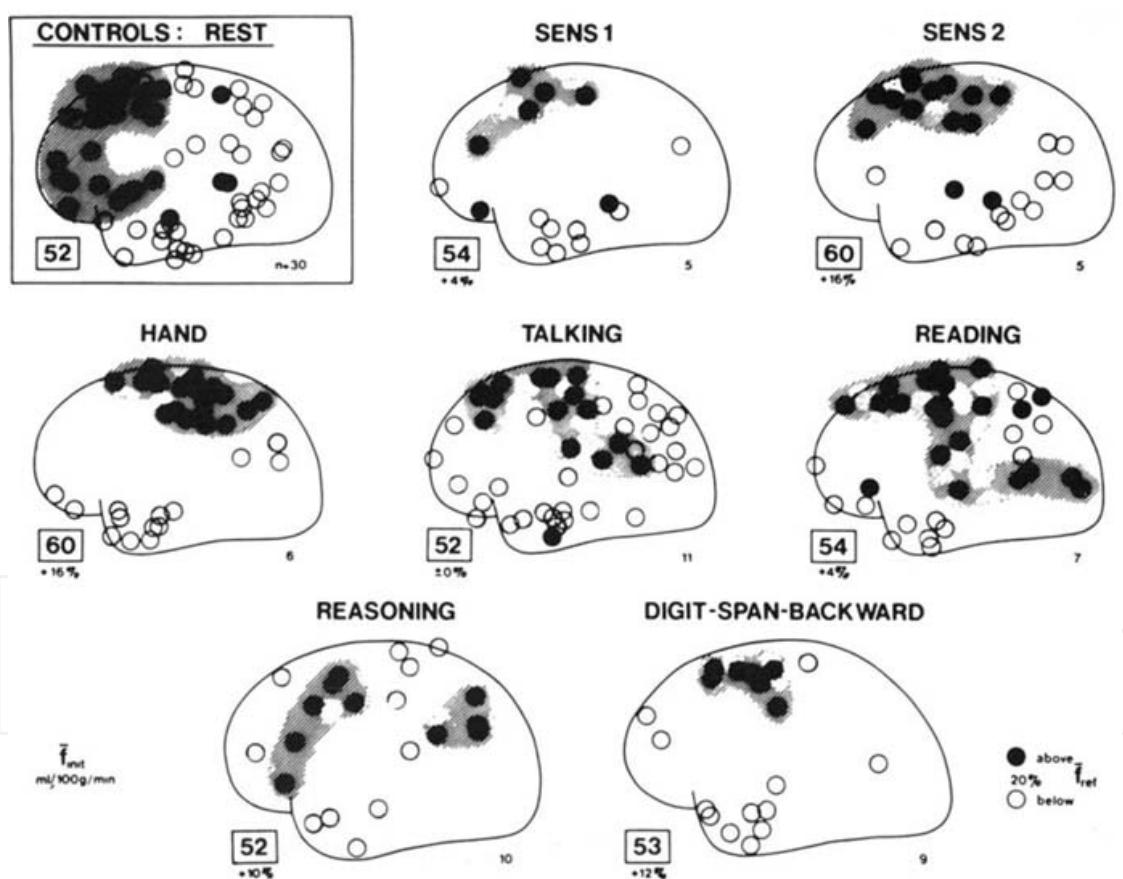 CONTROLS: REST
52
n=30
SENS 1
54
+4%
5
SENS 2
60
+16%
5
HAND
60
+16%
6
TALKING
52
±0%
11
READING
54
+4%
7
REASONING
52
+10%
10
DIGIT-SPAN-BACKWARD
53
+12%
9
f̄init
ml/100g/min
above
20% f̄ref
below